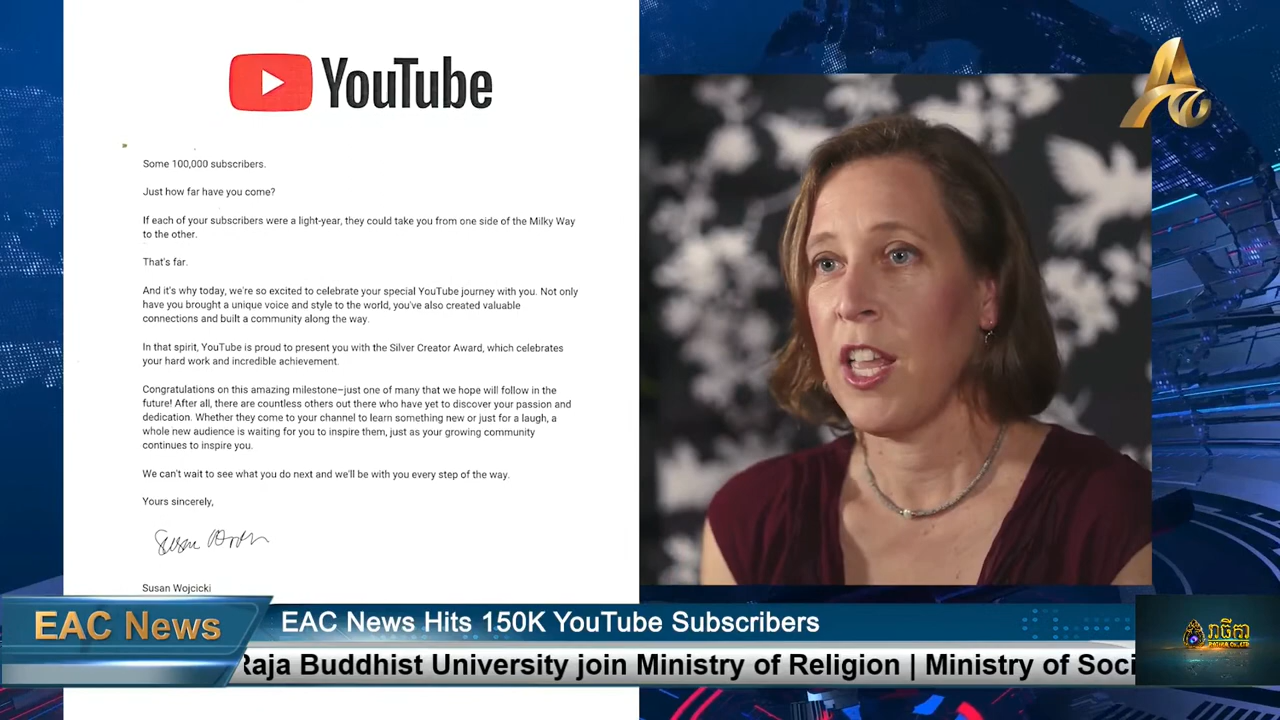 YouTube
Some 100,000 subscribers.
Just how far have you come?
If each of your subscribers were a light-year, they could take you from one side of the Milky Way
to the other.
That's far.
And it's why today, we're so excited to celebrate your special YouTube journey with you. Not only
have you brought a unique voice and style to the world, you've also created valuable
connections and built a community along the way.
In that spirit, YouTube is proud to present you with the Silver Creator Award, which celebrates
your hard work and incredible achievement.
Congratulations on this amazing milestone–just one of many that we hope will follow in the
future! After all, there are countless others out there who have yet to discover your passion and
dedication. Whether they come to your channel to learn something new or just for a laugh, a
whole new audience is waiting for you to inspire them, just as your growing community
continues to inspire you.
We can't wait to see what you do next and we'll be with you every step of the way.
Yours sincerely,
Susan Wojcicki
EAC News
EAC News Hits 150K YouTube Subscribers
Raja Buddhist University join Ministry of Religion | Ministry of Soci
រាធីកា